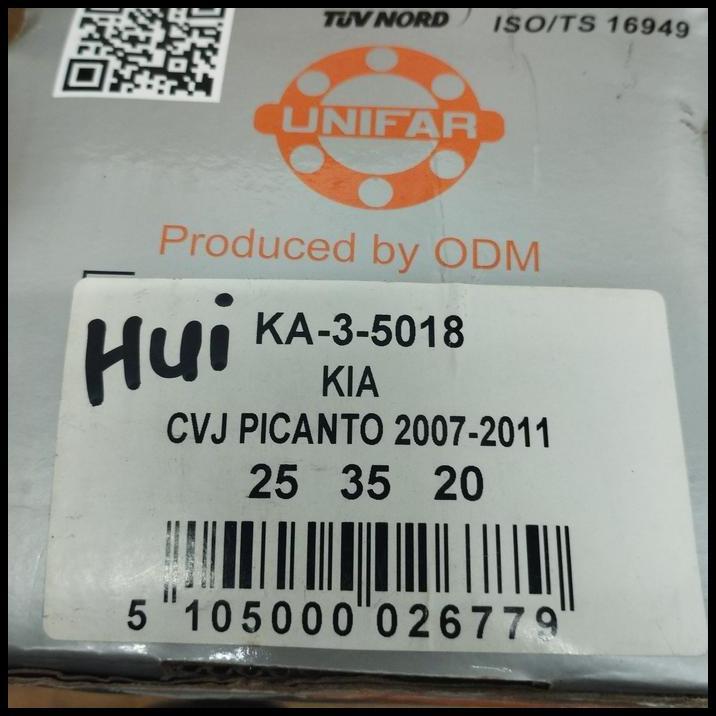 TÜV NORD
ISO/TS 16949
UNIFAR
Produced by ODM
Hui
KA-3-5018
KIA
CVJ PICANTO 2007-2011
25 35 20
5 105000 026779